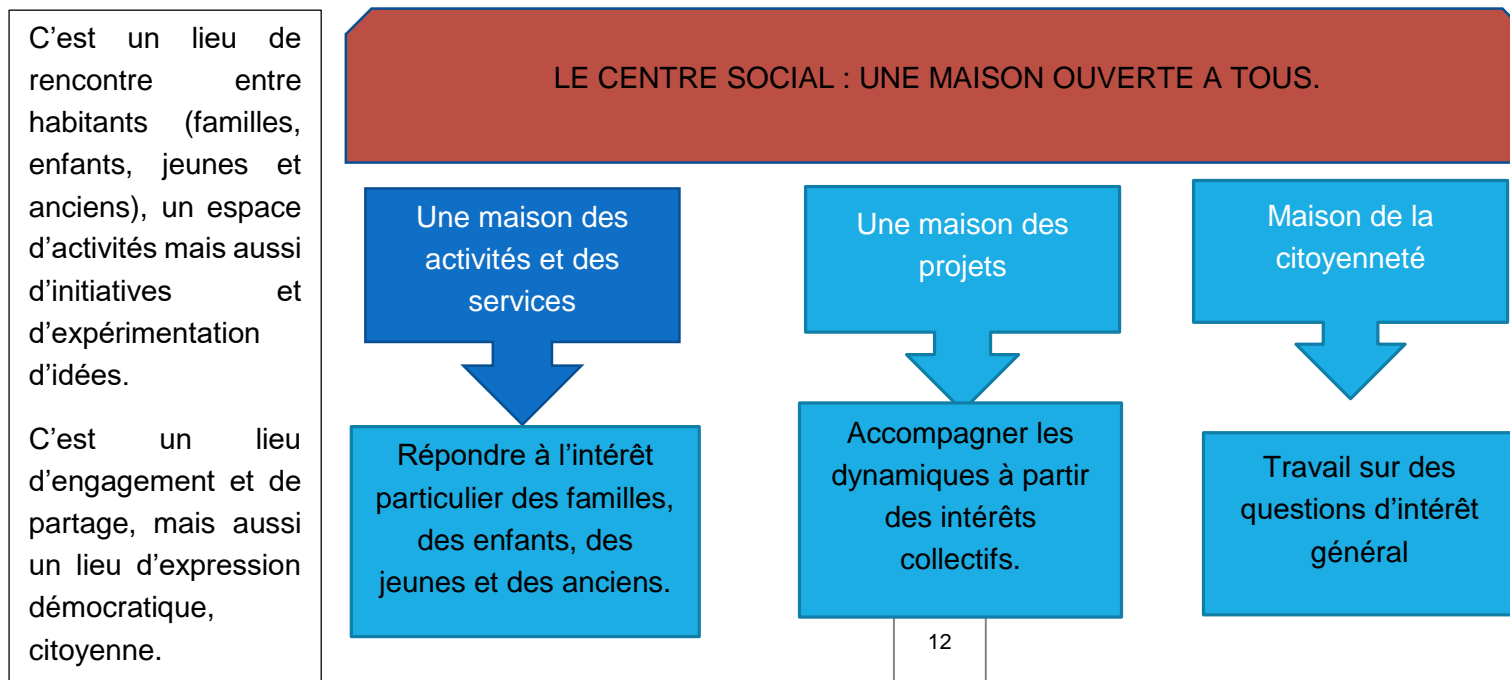 C’est un lieu de
rencontre entre
habitants (familles,
enfants, jeunes et
anciens), un espace
d’activités mais aussi
d’initiatives et
d’expérimentation
d’idées.
C’est un lieu
d’engagement et de
partage, mais aussi
un lieu d’expression
démocratique,
citoyenne.
LE CENTRE SOCIAL : UNE MAISON OUVERTE A TOUS.
Une maison des
activités et des
services
Répondre à l’intérêt
particulier des familles,
des enfants, des
jeunes et des anciens.
Une maison des
projets
Accompagner les
dynamiques à partir
des intérêts
collectifs.
Maison de la
citoyenneté
Travail sur des
questions d’intérêt
général
12